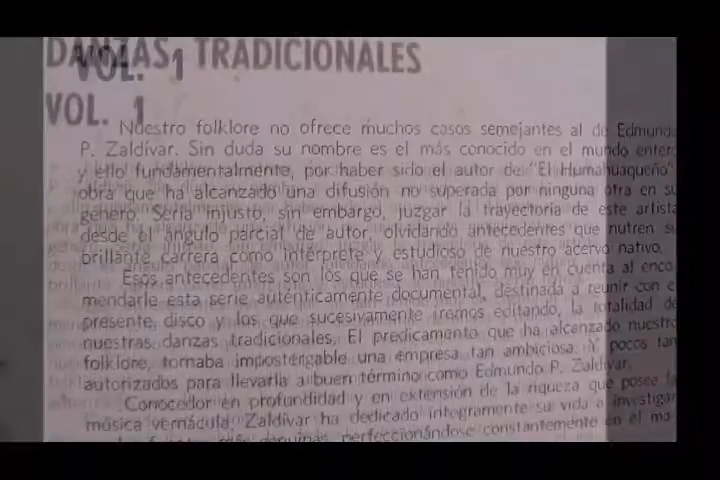 DANZAS TRADICIONALES
VOL. 1
VOL. 1
Nuestro folklore no ofrece muchos casos semejantes al de Edmundo
P. Zaldívar. Sin duda su nombre es el más conocido en el mundo entero
y ello fundamentalmente, por haber sido el autor de "El Humahuaqueño"
obra que ha alcanzado una difusión no superada por ninguna otra en su
género. Sería injusto, sin embargo, juzgar la trayectoria de este artista
desde el ángulo parcial de autor, olvidando antecedentes que nutren su
brillante carrera como intérprete y estudioso de nuestro acervo nativo.
Esos antecedentes son los que se han tenido muy en cuenta al enco-
mendarle esta serie auténticamente documental, destinada a reunir con e
presente disco y los que sucesivamente iremos editando, la totalidad de
nuestras danzas tradicionales. El predicamento que ha alcanzado nuestro
folklore, tornaba impostergable una empresa tan ambiciosa. Y pocos tan
autorizados para llevarla a buen término como Edmundo P. Zaldívar.
Conocedor en profundidad y en extensión de la riqueza que posee la
música vernácula, Zaldívar ha dedicado íntegramente su vida a investigar
perfeccionándose constantemente en el ma-